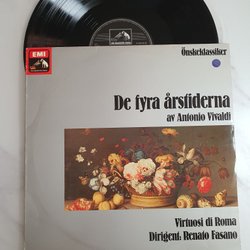 Önskeklassiker
EMI
De fyra årstiderna
av Antonio Vivaldi
Virtuosi di Roma
Dirigent: Renato Fasano